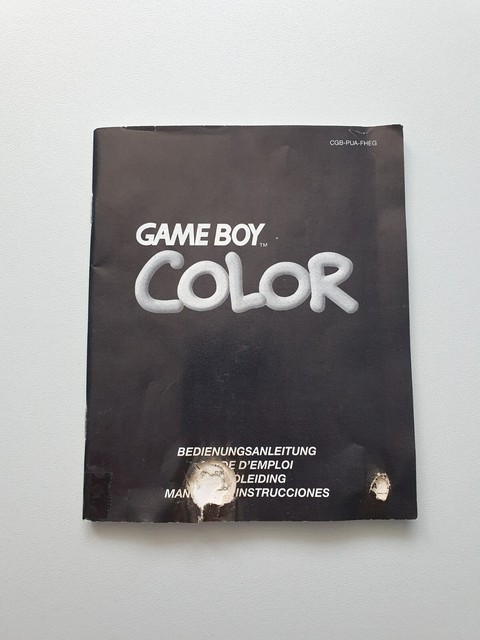 CGB-PUA-FHEG
GAME BOY™
COLOR
BEDIENUNGSANLEITUNG
D'EMPLOI
INSTRUCCIONES